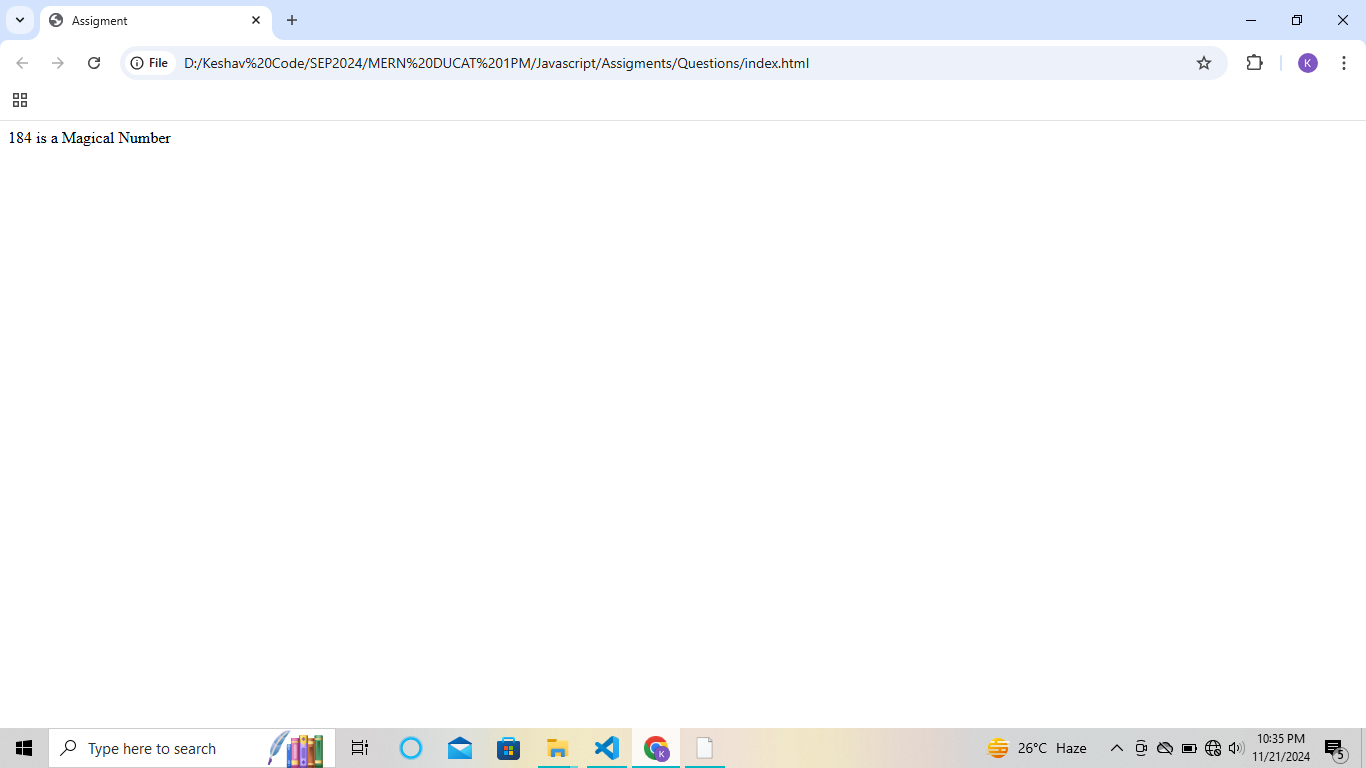 Assigment
File D:/Keshav%20Code/SEP2024/MERN%20DUCAT%201PM/Javascript/Assigments/Questions/index.html K
184 is a Magical Number
Type here to search K 26°C Haze 10:35 PM
11/21/2024 5